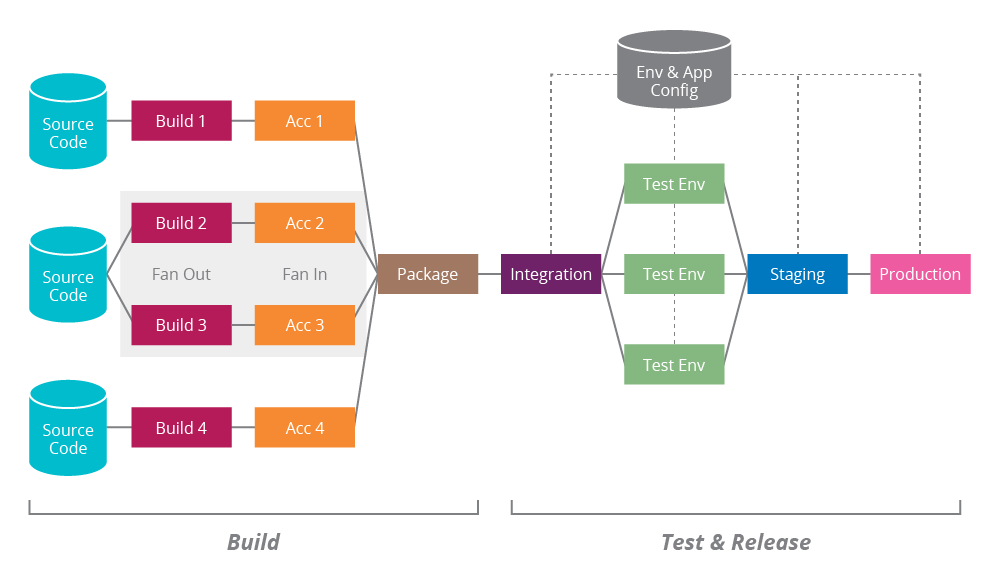 Env & App
Config
Source
Code
Build 1
Acc 1
Test Env
Build 2
Acc 2
Source
Code
Fan Out
Fan In
Package
Integration
Test Env
Staging
Production
Build 3
Acc 3
Test Env
Source
Code
Build 4
Acc 4
Build
Test & Release